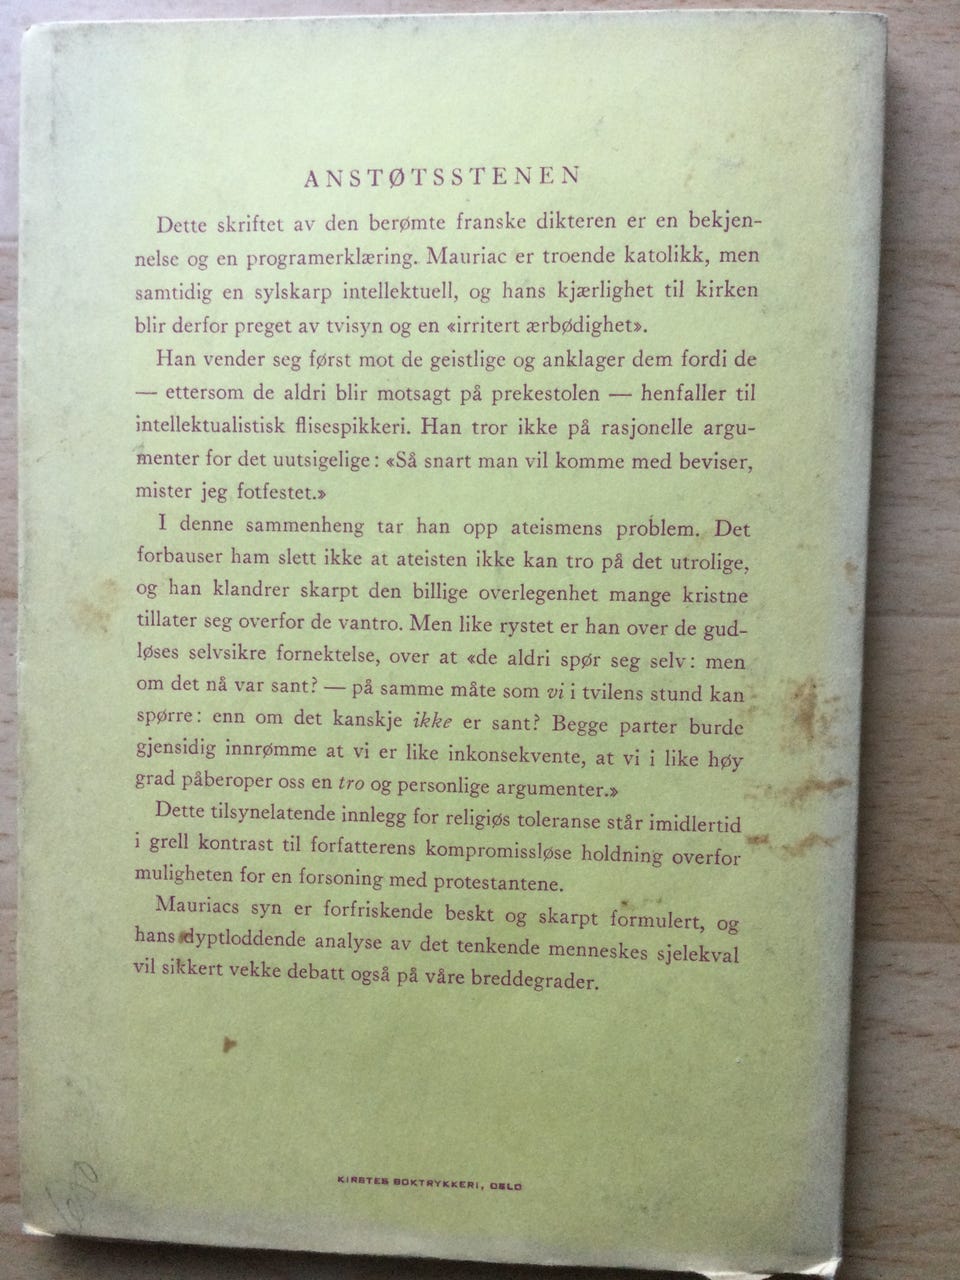 ANSTØTSSTENEN
Dette skriftet av den berømte franske dikteren er en bekjen-
nelse og en programerklæring. Mauriac er troende katolikk, men
samtidig en sylskarp intellektuell, og hans kjærlighet til kirken
blir derfor preget av tvisyn og en «irritert ærbødighet».
Han vender seg først mot de geistlige og anklager dem fordi de
— ettersom de aldri blir motsagt på prekestolen — henfaller til
intellektualistisk flisespikkeri. Han tror ikke på rasjonelle argu-
menter for det uutsigelige: «Så snart man vil komme med beviser,
mister jeg fotfestet.»
I denne sammenheng tar han opp ateismens problem. Det
forbauser ham slett ikke at ateisten ikke kan tro på det utrolige,
og han klandrer skarpt den billige overlegenhet mange kristne
tillater seg overfor de vantro. Men like rystet er han over de gud-
løses selvsikre fornektelse, over at «de aldri spør seg selv: men
om det nå var sant? — på samme måte som vi i tvilens stund kan
spørre: enn om det kanskje ikke er sant? Begge parter burde
gjensidig innrømme at vi er like inkonsekvente, at vi i like høy
grad påberoper oss en tro og personlige argumenter.»
Dette tilsynelatende innlegg for religiøs toleranse står imidlertid
i grell kontrast til forfatterens kompromissløse holdning overfor
muligheten for en forsoning med protestantene.
Mauriacs syn er forfriskende beskt og skarpt formulert, og
hans dyptloddende analyse av det tenkende menneskes sjelekval
vil sikkert vekke debatt også på våre breddegrader.
KIRSTES BOKTRYKKERI, OSLO